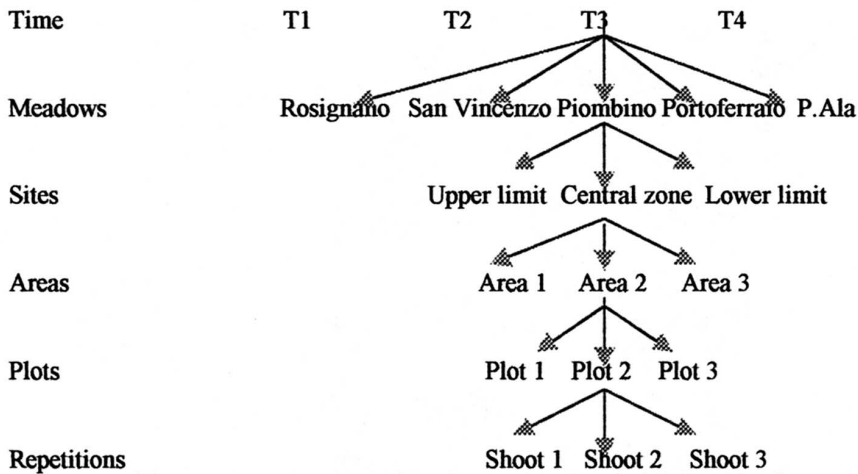 Time T1 T2 T3 T4
Meadows Rosignano San Vincenzo Piombino Portoferraio P.Ala
Sites Upper limit Central zone Lower limit
Areas Area 1 Area 2 Area 3
Plots Plot 1 Plot 2 Plot 3
Repetitions Shoot 1 Shoot 2 Shoot 3